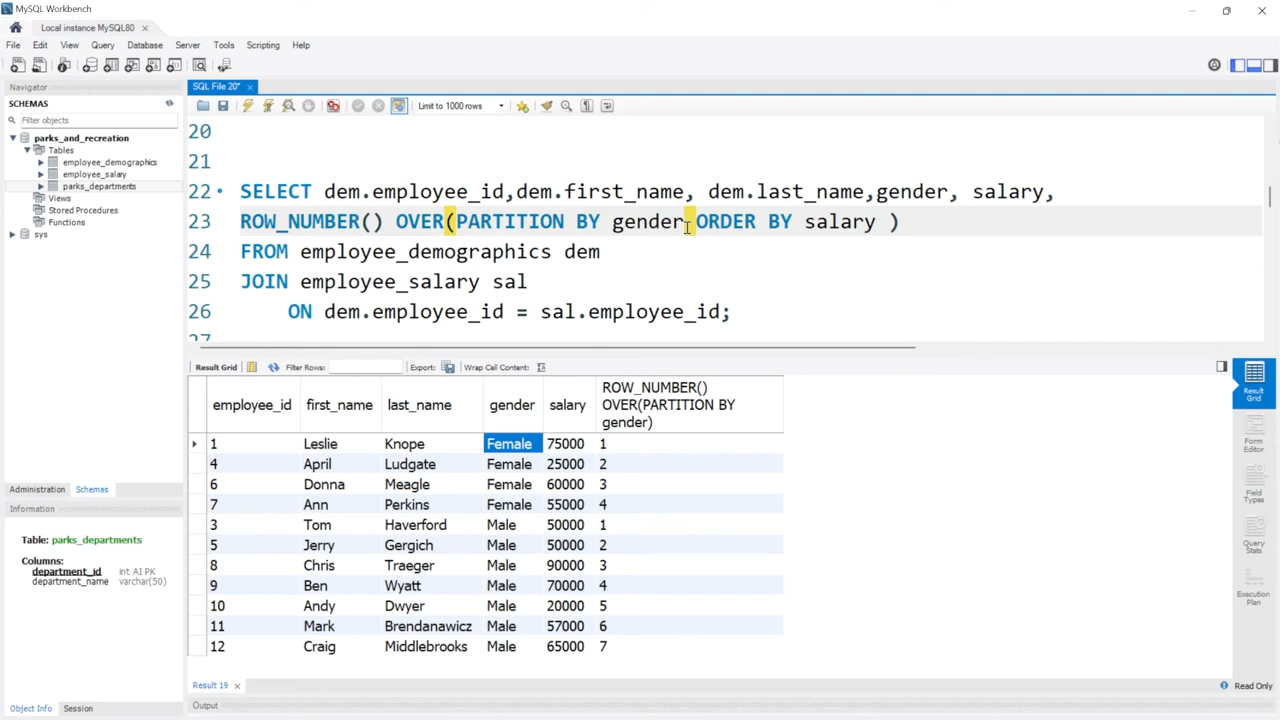 MySQL Workbench
Local instance MySQL80
File Edit View Query Database Server Tools Scripting Help
Navigator
SCHEMAS
Filter objects
parks_and_recreation
Tables
employee_demographics
employee_salary
parks_departments
Views
Stored Procedures
Functions
sys
Administration Schemas
Information
Table: parks_departments
Columns:
department_id int AI PK
department_name varchar(50)
Object Info Session
SQL File 20*
Limit to 1000 rows
20
21
22 SELECT dem.employee_id,dem.first_name, dem.last_name,gender, salary,
23 ROW_NUMBER() OVER(PARTITION BY gender ORDER BY salary )
24 FROM employee_demographics dem
25 JOIN employee_salary sal
26 ON dem.employee_id = sal.employee_id;
27
Result Grid Filter Rows: Export: Wrap Cell Content:
employee_id first_name last_name gender salary ROW_NUMBER() OVER(PARTITION BY gender)
1 Leslie Knope Female 75000 1
4 April Ludgate Female 25000 2
6 Donna Meagle Female 60000 3
7 Ann Perkins Female 55000 4
3 Tom Haverford Male 50000 1
5 Jerry Gergich Male 50000 2
8 Chris Traeger Male 90000 3
9 Ben Wyatt Male 70000 4
10 Andy Dwyer Male 20000 5
11 Mark Brendanawicz Male 57000 6
12 Craig Middlebrooks Male 65000 7
Result 19
Output
Result Grid
Form Editor
Field Types
Query Stats
Execution Plan
Read Only